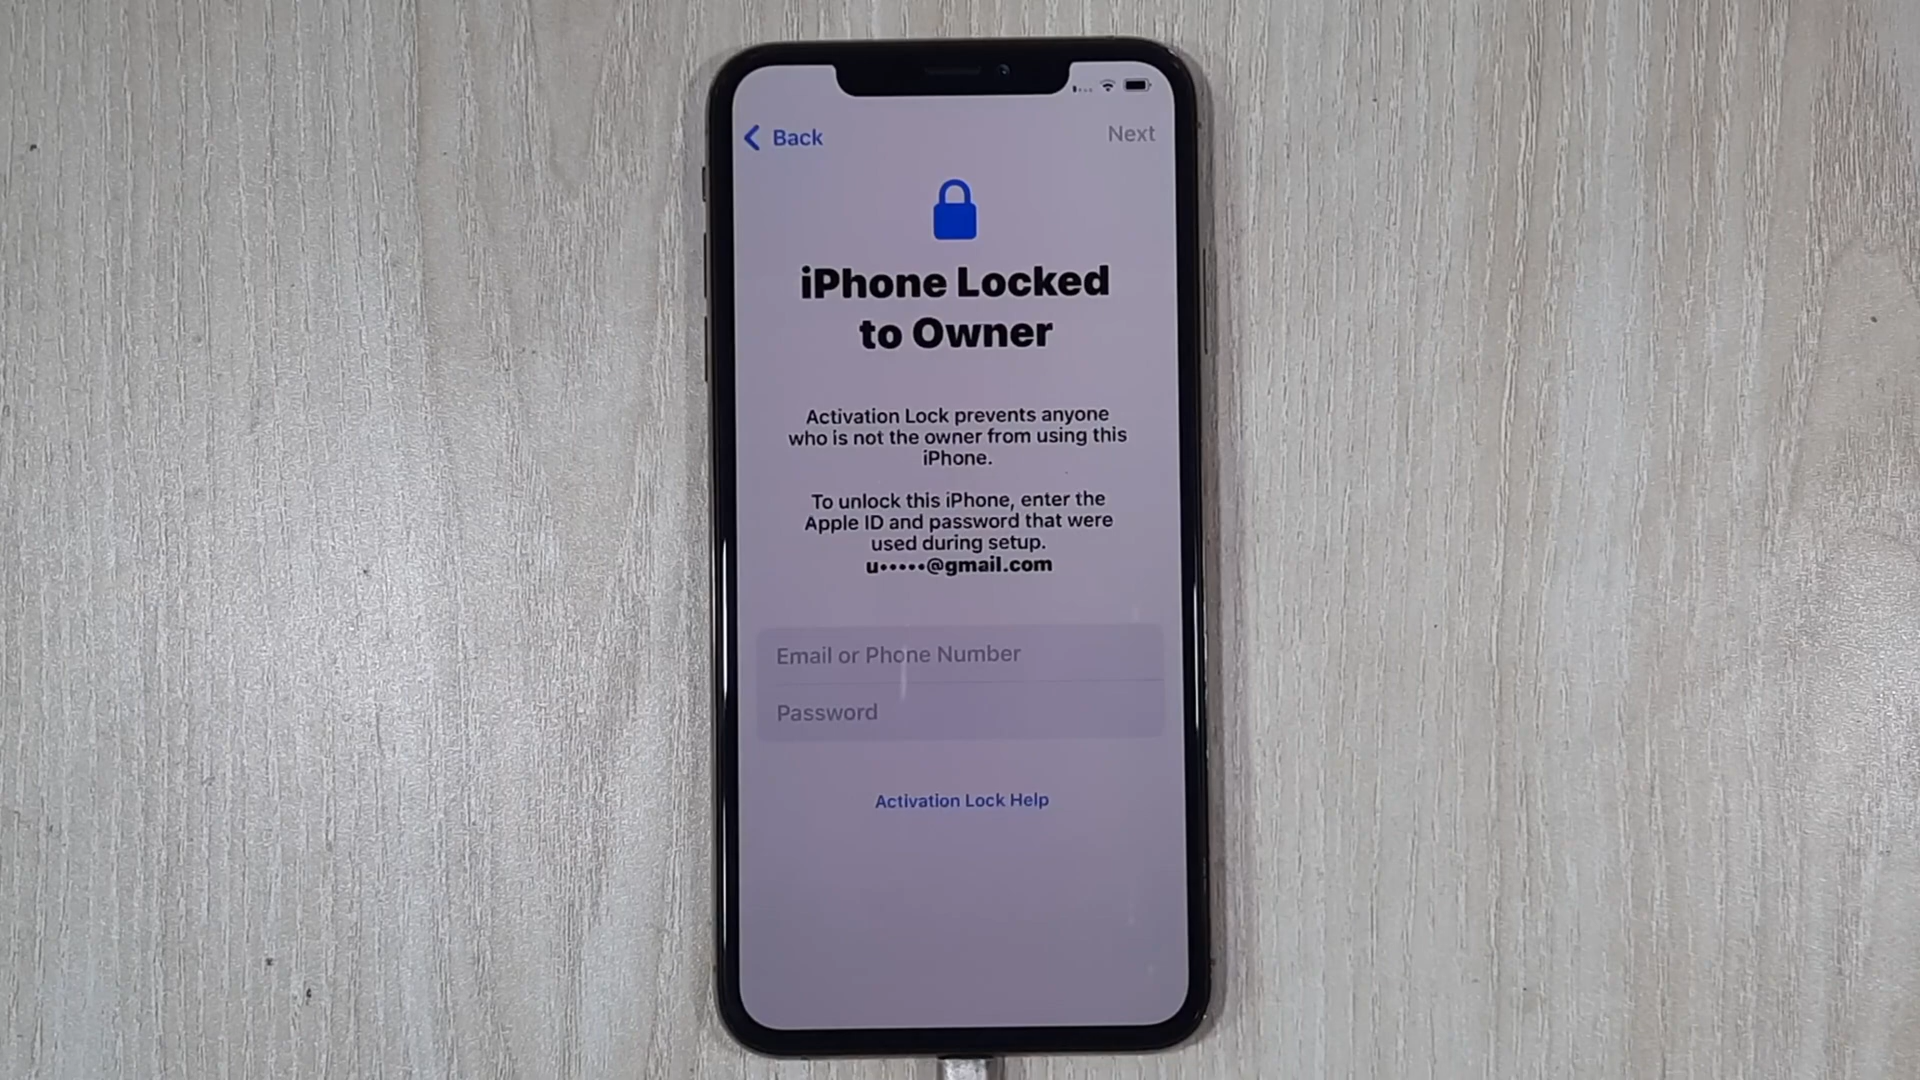 Back
Next
iPhone Locked
to Owner
Activation Lock prevents anyone
who is not the owner from using this
iPhone.
To unlock this iPhone, enter the
Apple ID and password that were
used during setup.
u•••••@gmail.com
Email or Phone Number
Password
Activation Lock Help